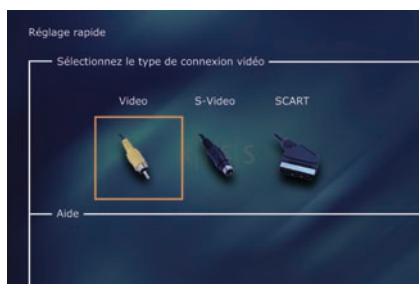 Réglage rapide
Sélectionnez le type de connexion vidéo
Video S-Video SCART
Aide